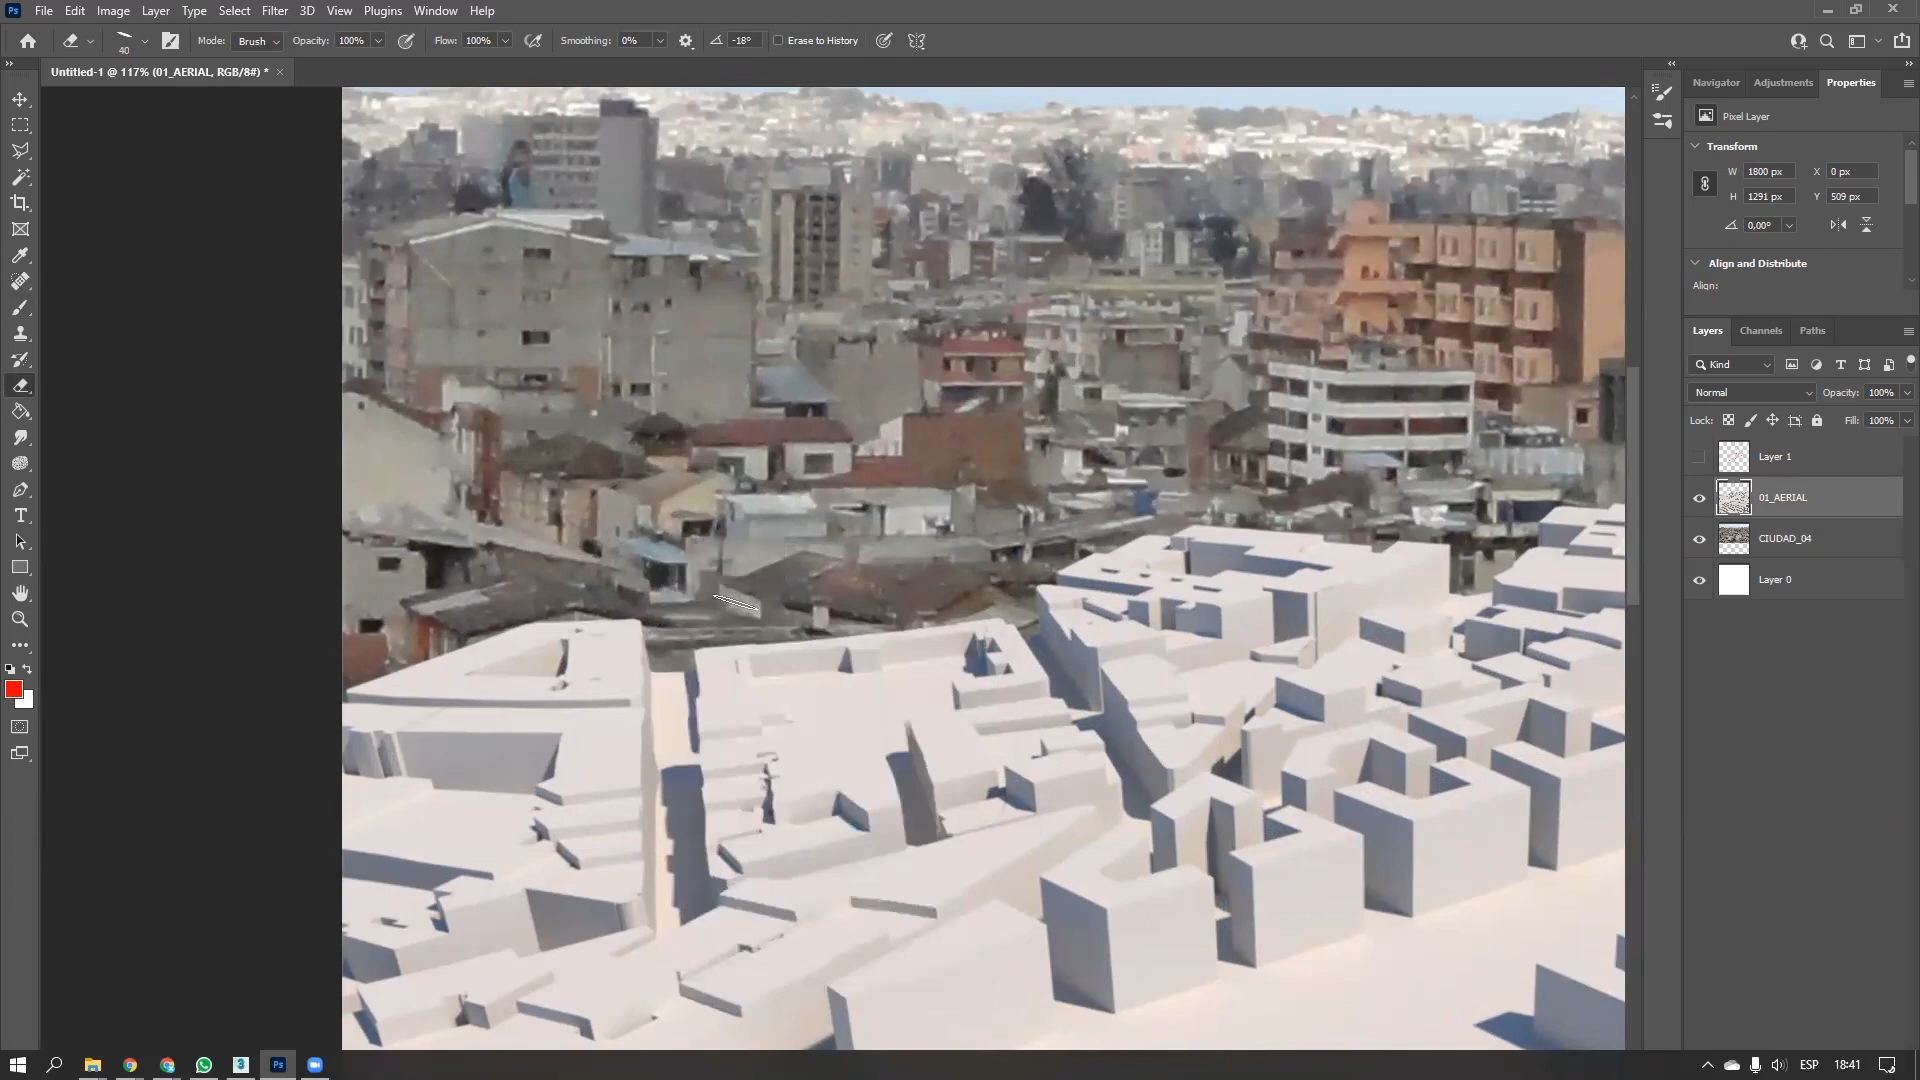 Ps File Edit Image Layer Type Select Filter 3D View Plugins Window Help
40 Mode: Brush Opacity: 100% Flow: 100% Smoothing: 0% -18° Erase to History
Untitled-1 @ 117% (01_AERIAL, RGB/8#) * ×
Navigator Adjustments Properties
Pixel Layer
Transform
W 1800 px X 0 px
H 1291 px Y 509 px
0,00°
Align and Distribute
Align:
Layers Channels Paths
Kind
Normal Opacity: 100%
Lock: Fill: 100%
Layer 1
01_AERIAL
CIUDAD_04
Layer 0
3 Ps ESP 18:41